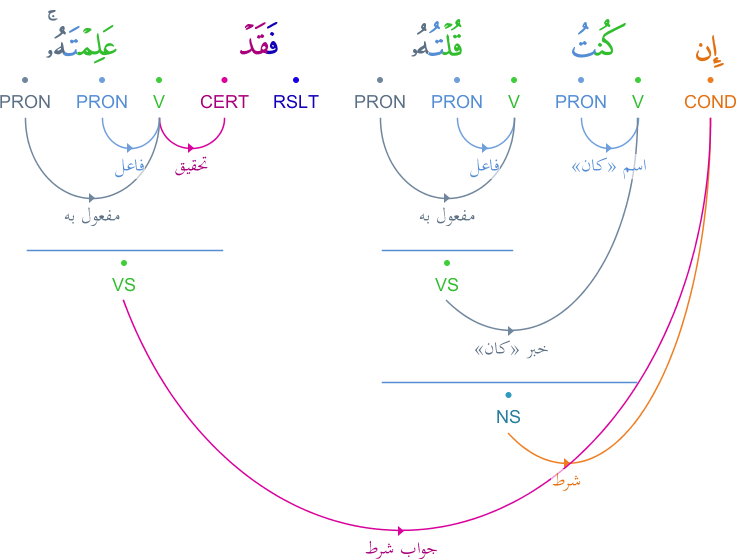 إِن كُنتُ قُلْتُهُۥ فَقَدْ عَلِمْتَهُۥ ۚ
COND V PRON V PRON PRON RSLT CERT V PRON PRON
اسم «كان» فاعل تحقيق فاعل
مفعول به مفعول به
VS VS
خبر «كان»
NS
شرط
جواب شرط